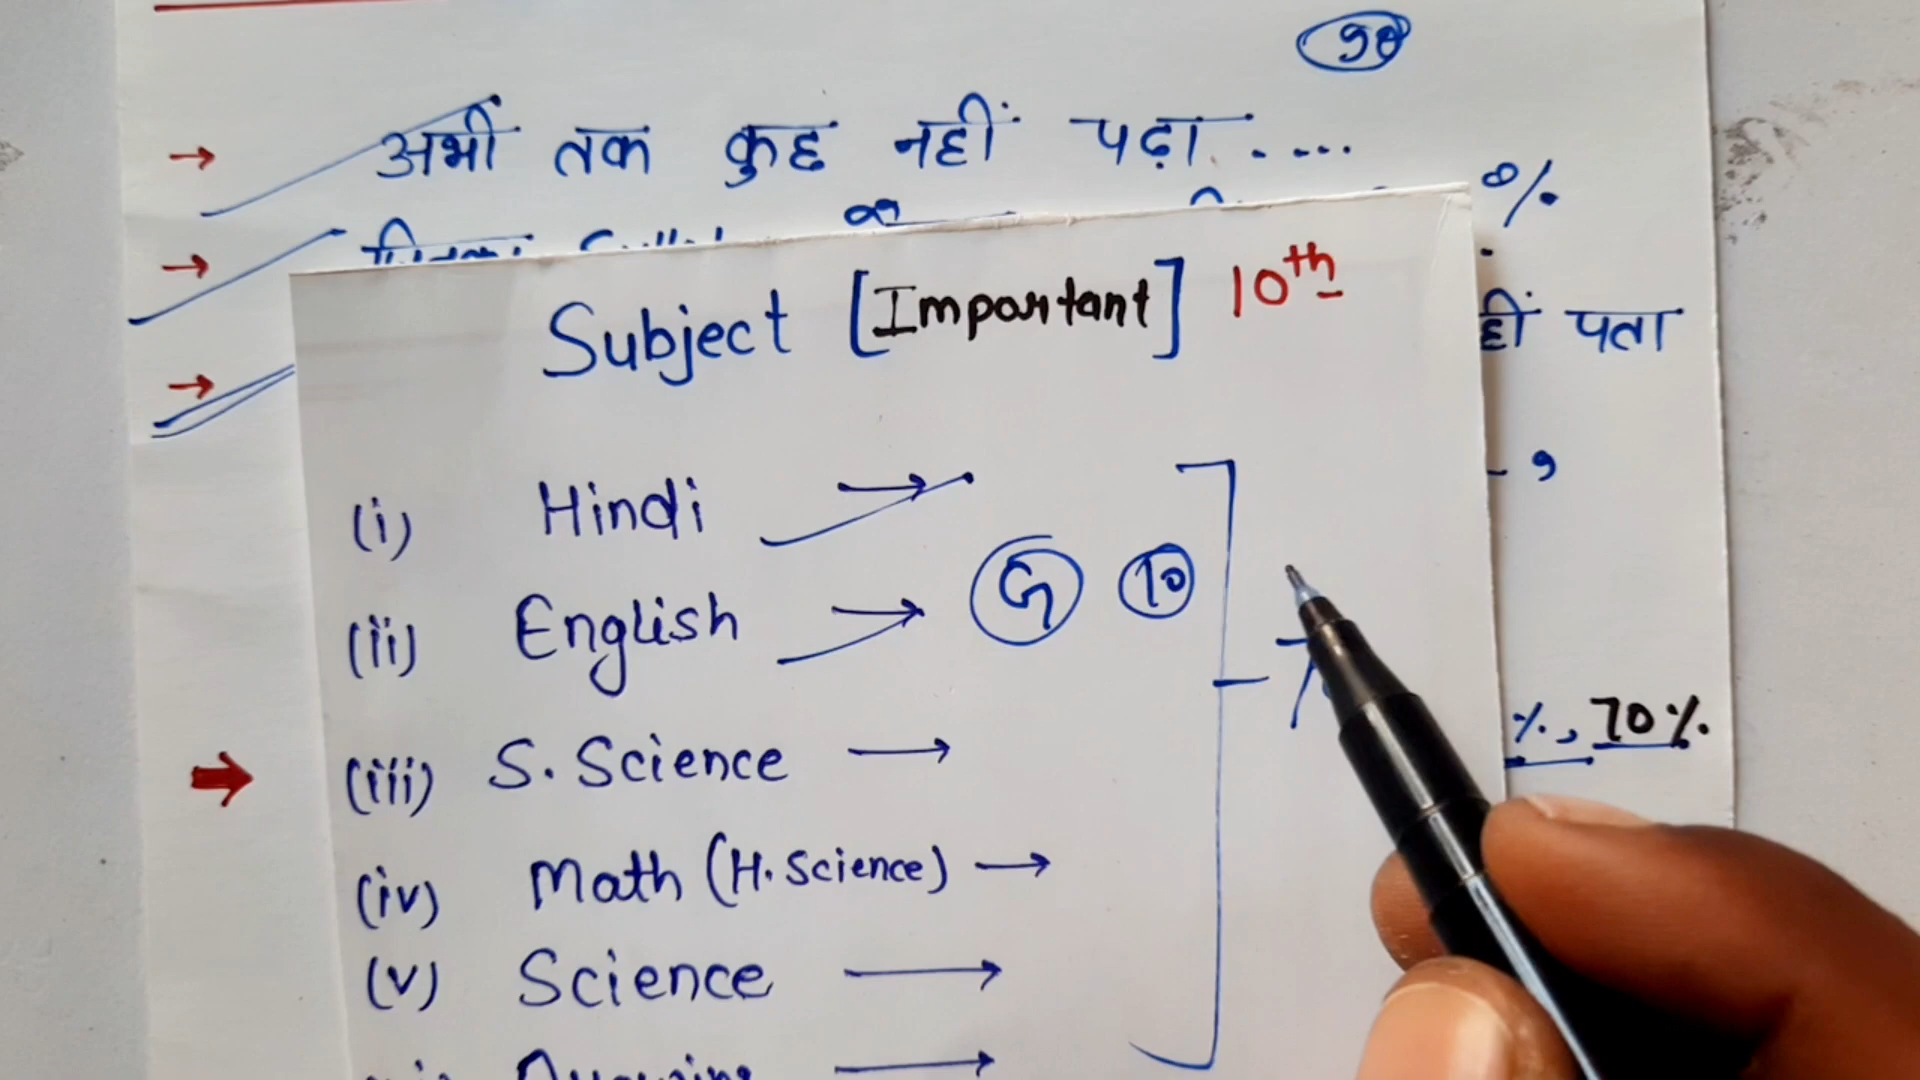 अभी तक कुछ नहीं पढ़ा.....
%
Subject [Important] 10th
हीं पता
(i) Hindi →
(ii) English → 10
(iii) S. Science →
%, 70%
(iv) Math (H. Science) →
(v) Science →